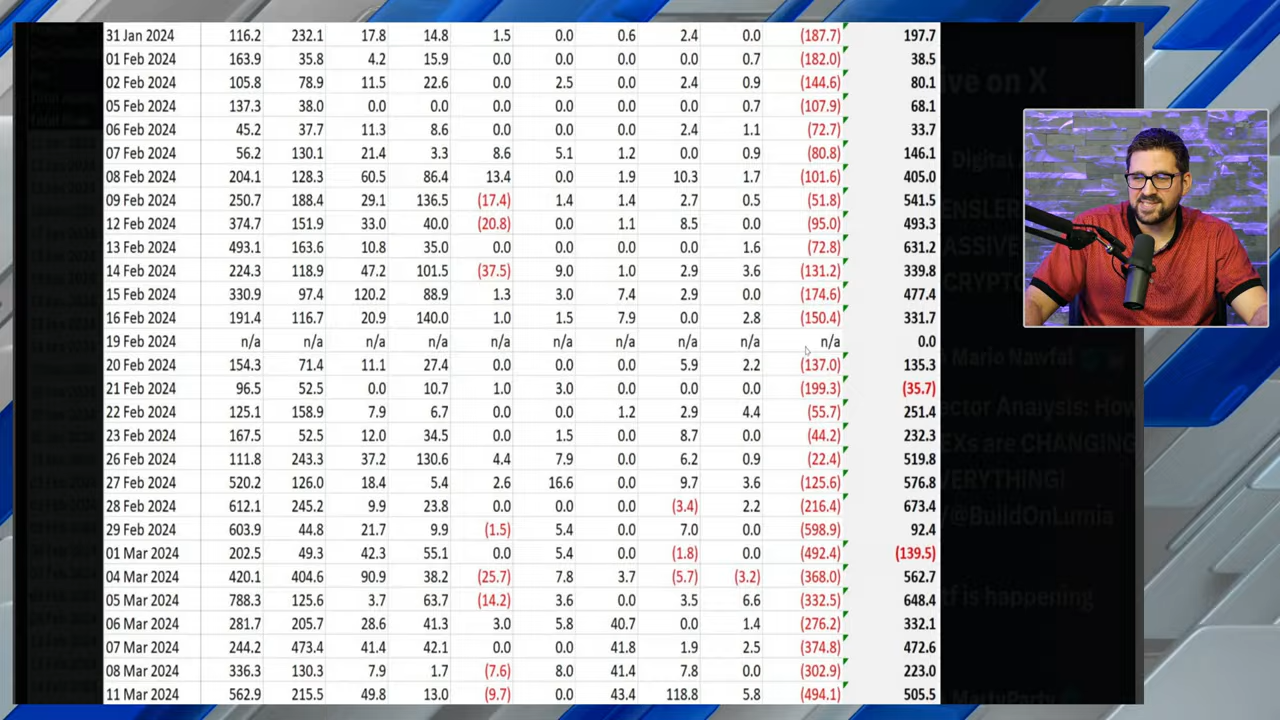 31 Jan 2024 116.2 232.1 17.8 14.8 1.5 0.0 0.6 2.4 0.0 (187.7) 197.7
01 Feb 2024 163.9 35.8 4.2 15.9 0.0 0.0 0.0 0.0 0.7 (182.0) 38.5
02 Feb 2024 105.8 78.9 11.5 22.6 0.0 2.5 0.0 2.4 0.9 (144.6) 80.1
ive on X
05 Feb 2024 137.3 38.0 0.0 0.0 0.0 0.0 0.0 0.0 0.7 (107.9) 68.1
06 Feb 2024 45.2 37.7 11.3 8.6 0.0 0.0 0.0 2.4 1.1 (72.7) 33.7
07 Feb 2024 56.2 130.1 21.4 3.3 8.6 5.1 1.2 0.0 0.9 (80.8) 146.1
Digital
08 Feb 2024 204.1 128.3 60.5 86.4 13.4 0.0 1.9 10.3 1.7 (101.6) 405.0
09 Feb 2024 250.7 188.4 29.1 136.5 (17.4) 1.4 1.4 2.7 0.5 (51.8) 541.5
ENSLER
12 Feb 2024 374.7 151.9 33.0 40.0 (20.8) 0.0 1.1 8.5 0.0 (95.0) 493.3
13 Feb 2024 493.1 163.6 10.8 35.0 0.0 0.0 0.0 0.0 1.6 (72.8) 631.2
ASSIVE
14 Feb 2024 224.3 118.9 47.2 101.5 (37.5) 9.0 1.0 2.9 3.6 (131.2) 339.8
CRYPTO
15 Feb 2024 330.9 97.4 120.2 88.9 1.3 3.0 7.4 2.9 0.0 (174.6) 477.4
16 Feb 2024 191.4 116.7 20.9 140.0 1.0 1.5 7.9 0.0 2.8 (150.4) 331.7
19 Feb 2024 n/a n/a n/a n/a n/a n/a n/a n/a n/a n/a 0.0
Mario Nawfal
20 Feb 2024 154.3 71.4 11.1 27.4 0.0 0.0 0.0 5.9 2.2 (137.0) 135.3
21 Feb 2024 96.5 52.5 0.0 10.7 1.0 3.0 0.0 0.0 0.0 (199.3) (35.7)
22 Feb 2024 125.1 158.9 7.9 6.7 0.0 0.0 1.2 2.9 4.4 (55.7) 251.4
ector Analysis: How
23 Feb 2024 167.5 52.5 12.0 34.5 0.0 1.5 0.0 8.7 0.0 (44.2) 232.3
EXs are CHANGING
26 Feb 2024 111.8 243.3 37.2 130.6 4.4 7.9 0.0 6.2 0.9 (22.4) 519.8
27 Feb 2024 520.2 126.0 18.4 5.4 2.6 16.6 0.0 9.7 3.6 (125.6) 576.8
VERYTHING!
28 Feb 2024 612.1 245.2 9.9 23.8 0.0 0.0 0.0 (3.4) 2.2 (216.4) 673.4
/@BuildOnLumia
29 Feb 2024 603.9 44.8 21.7 9.9 (1.5) 5.4 0.0 7.0 0.0 (598.9) 92.4
01 Mar 2024 202.5 49.3 42.3 55.1 0.0 5.4 0.0 (1.8) 0.0 (492.4) (139.5)
04 Mar 2024 420.1 404.6 90.9 38.2 (25.7) 7.8 3.7 (5.7) (3.2) (368.0) 562.7
05 Mar 2024 788.3 125.6 3.7 63.7 (14.2) 3.6 0.0 3.5 6.6 (332.5) 648.4
tf is happening
06 Mar 2024 281.7 205.7 28.6 41.3 3.0 5.8 40.7 0.0 1.4 (276.2) 332.1
07 Mar 2024 244.2 473.4 41.4 42.1 0.0 0.0 41.8 1.9 2.5 (374.8) 472.6
08 Mar 2024 336.3 130.3 7.9 1.7 (7.6) 8.0 41.4 7.8 0.0 (302.9) 223.0
11 Mar 2024 562.9 215.5 49.8 13.0 (9.7) 0.0 43.4 118.8 5.8 (494.1) 505.5
MartyParty